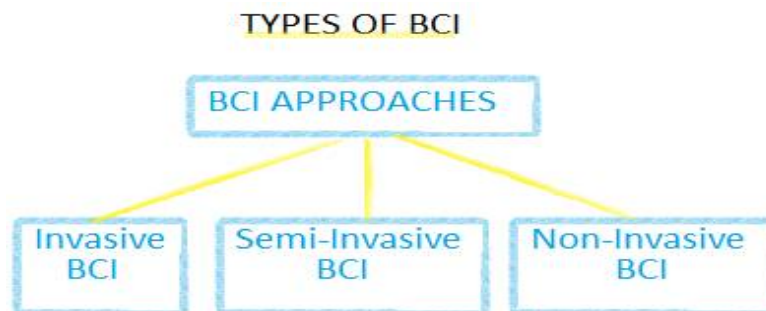 TYPES OF BCI
BCI APPROACHES
Invasive
BCI
Semi-Invasive
BCI
Non-Invasive
BCI